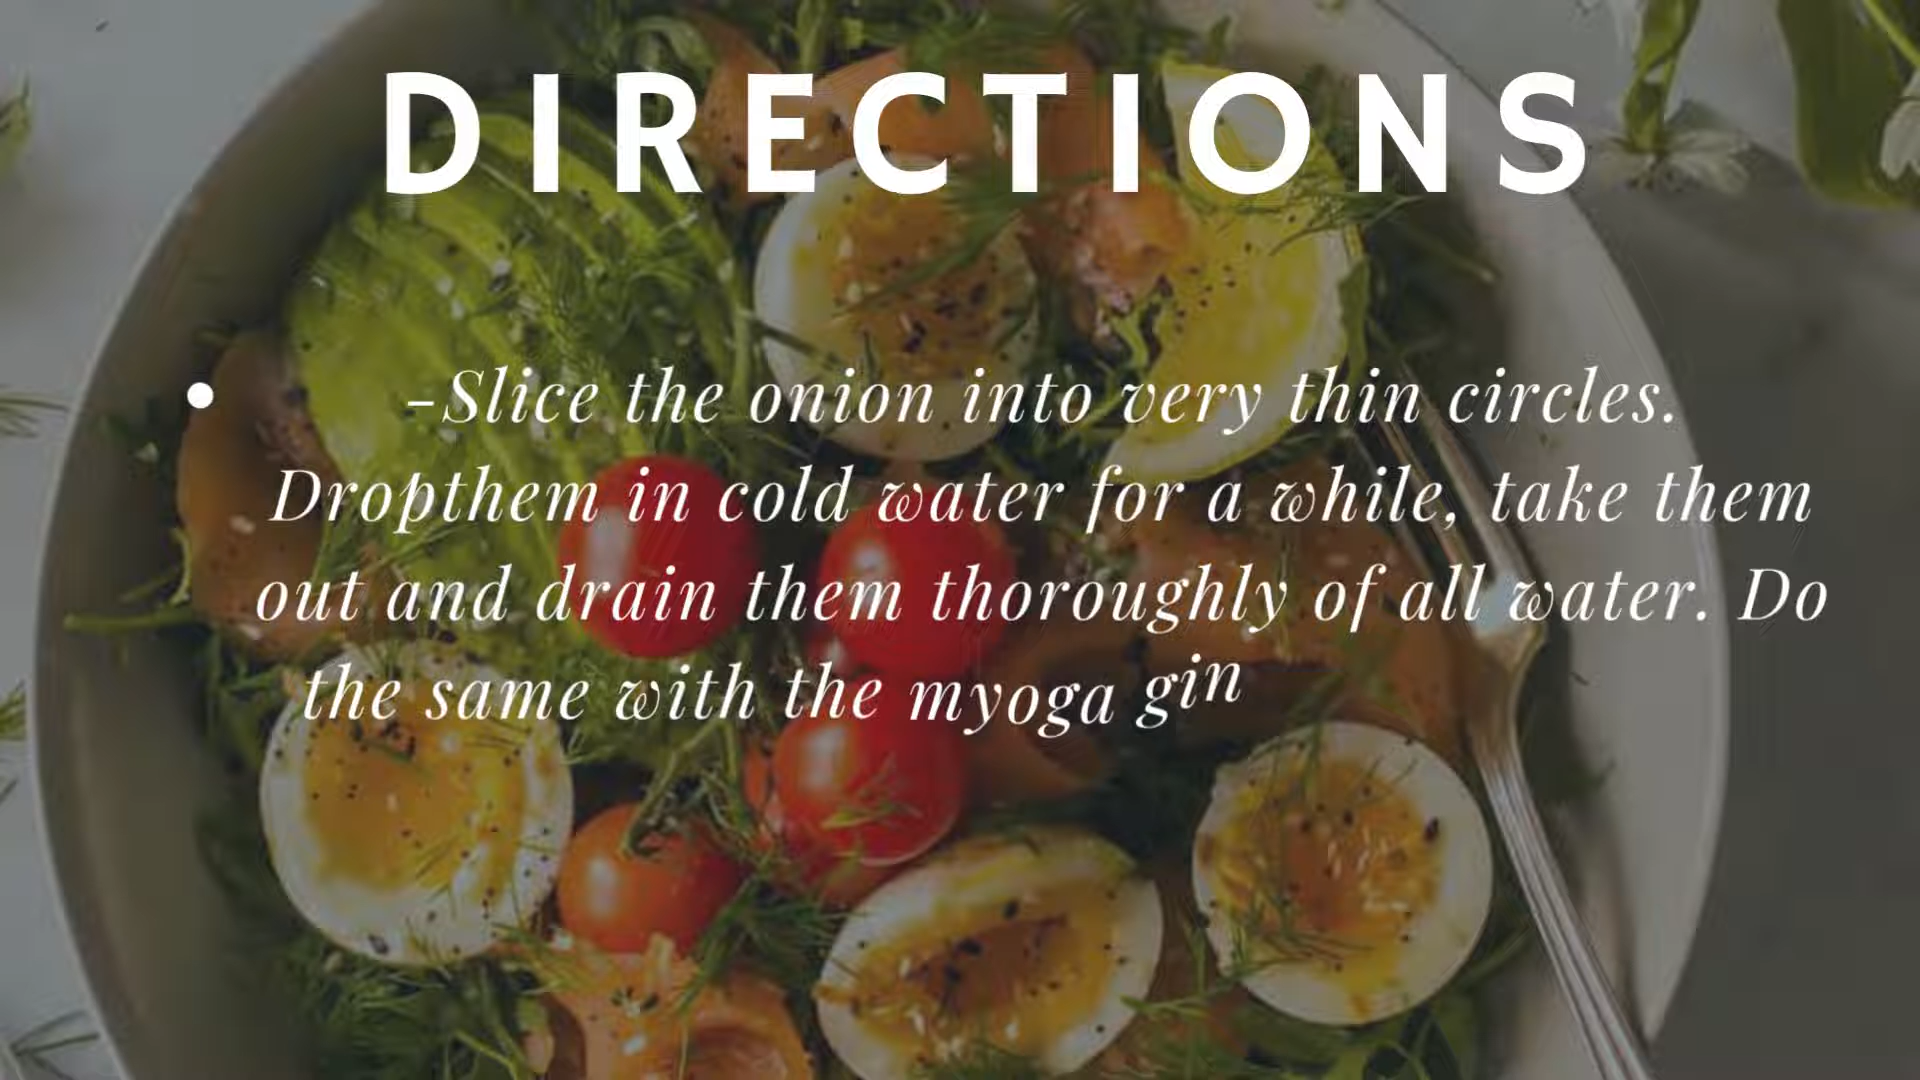 DIRECTIONS
• -Slice the onion into very thin circles.
Dropthem in cold water for a while, take them
out and drain them thoroughly of all water. Do
the same with the myoga gin